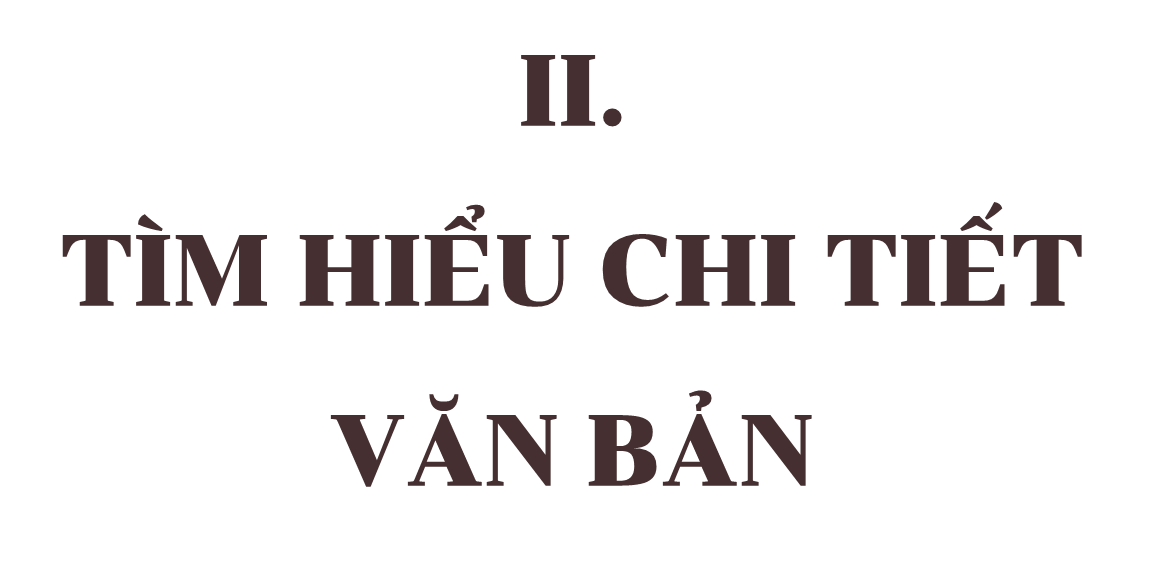 II.
TÌM HIỂU CHI TIẾT
VĂN BẢN